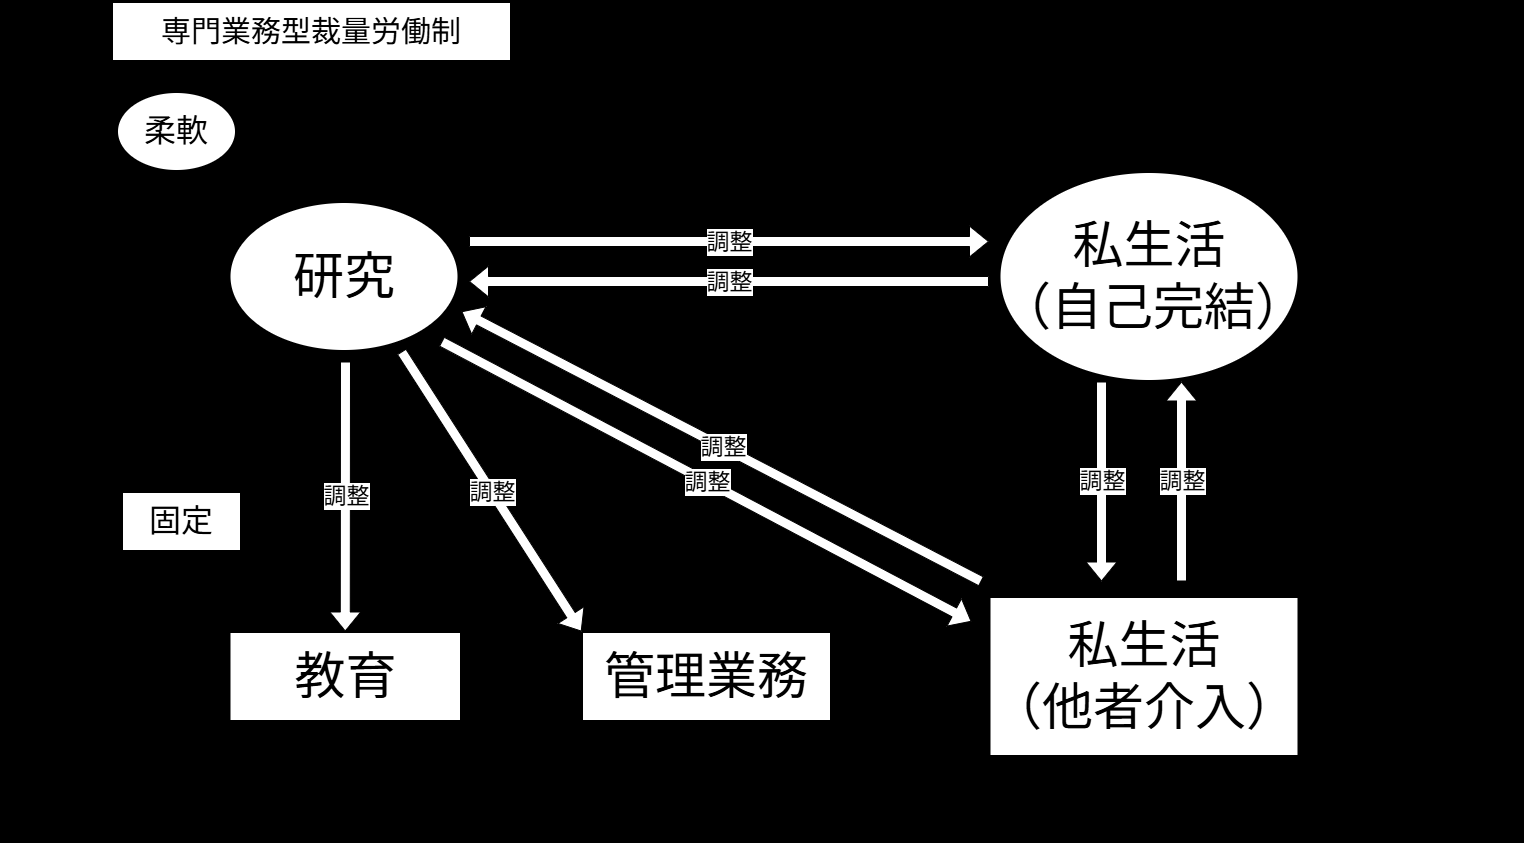 専門業務型裁量労働制
柔軟
研究
調整
調整
私生活
（自己完結）
調整
調整
調整
調整
調整
調整
固定
教育
管理業務
私生活
（他者介入）